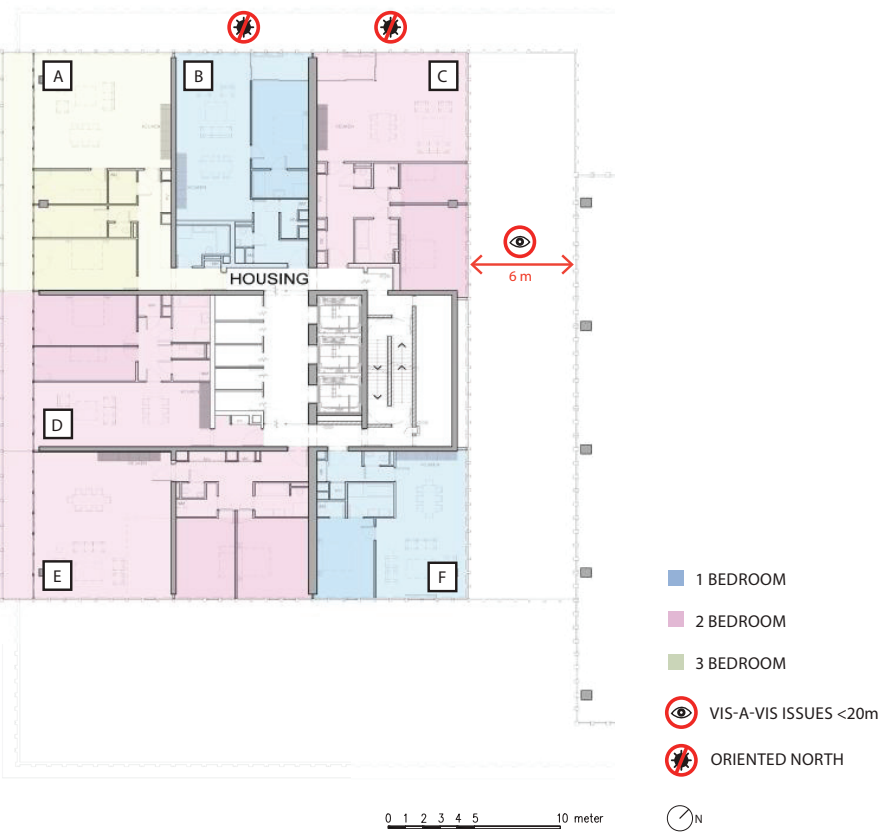 A
B
C
HOUSING
6 m
D
E
F
1 BEDROOM
2 BEDROOM
3 BEDROOM
VIS-A-VIS ISSUES <20m
ORIENTED NORTH
0 1 2 3 4 5 10 meter
N